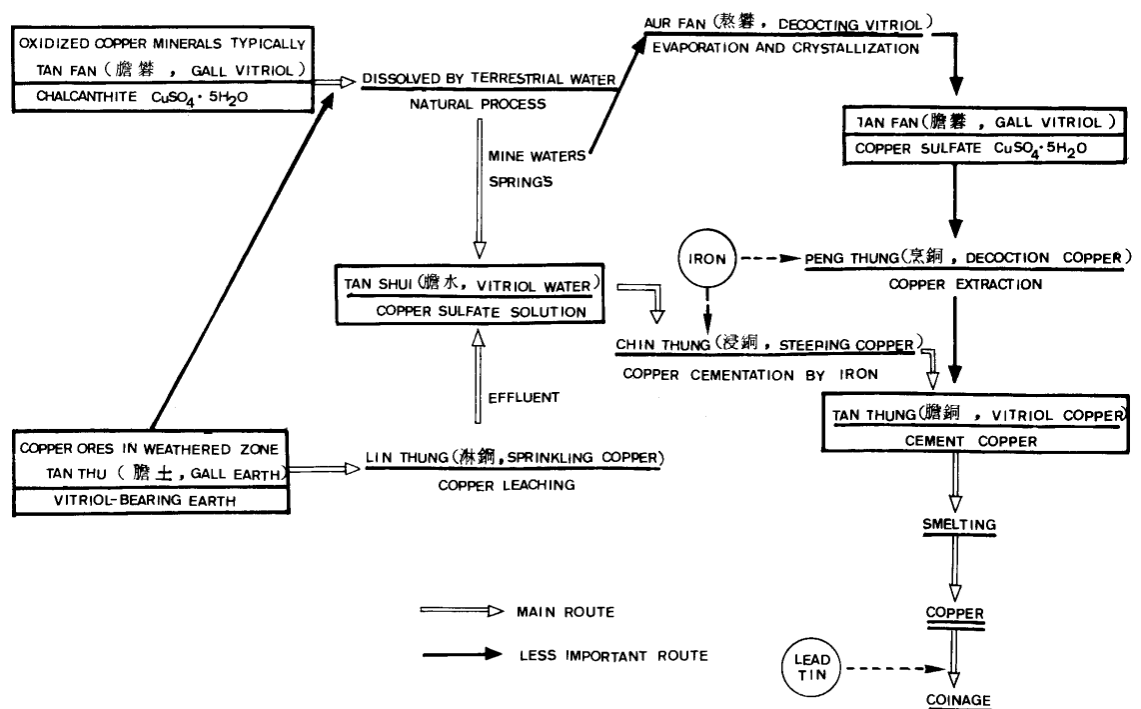 OXIDIZED COPPER MINERALS TYPICALLY
TAN FAN (膽礬, GALL VITRIOL)
CHALCANTHITE CuSO4·5H2O
DISSOLVED BY TERRESTRIAL WATER
NATURAL PROCESS
AUR FAN (熬礬, DECOCTING VITRIOL)
EVAPORATION AND CRYSTALLIZATION
MINE WATERS
SPRINGS
TAN FAN (膽礬, GALL VITRIOL)
COPPER SULFATE CuSO4·5H2O
IRON
PENG THUNG (烹銅, DECOCTION COPPER)
COPPER EXTRACTION
TAN SHUI (膽水, VITRIOL WATER)
COPPER SULFATE SOLUTION
CHIN THUNG (浸銅, STEEPING COPPER)
COPPER CEMENTATION BY IRON
EFFLUENT
TAN THUNG (膽銅, VITRIOL COPPER)
CEMENT COPPER
COPPER ORES IN WEATHERED ZONE
TAN THU (膽土, GALL EARTH)
VITRIOL-BEARING EARTH
LIN THUNG (淋銅, SPRINKLING COPPER)
COPPER LEACHING
SMELTING
MAIN ROUTE
COPPER
LESS IMPORTANT ROUTE
LEAD
TIN
COINAGE